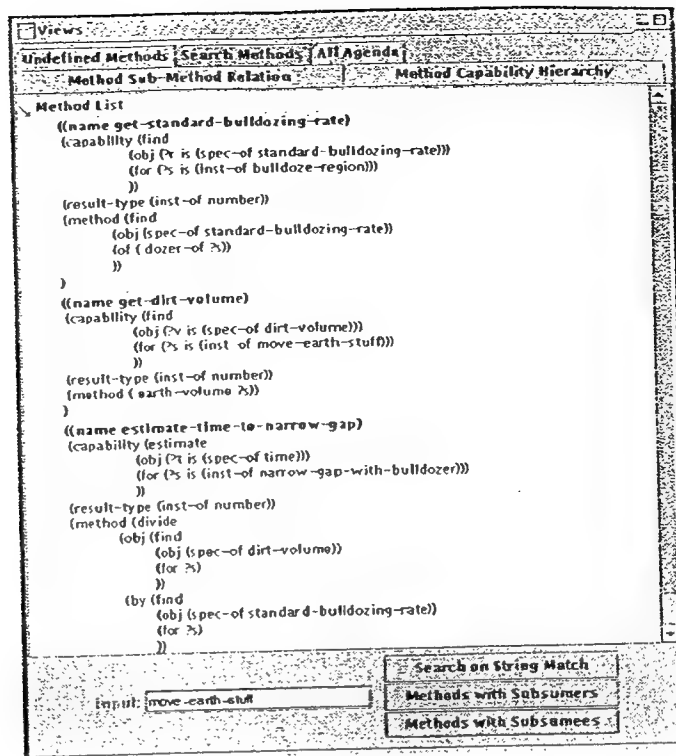 Views
Undefined Methods Search Methods All Agenda
Method Sub-Method Relation Method Capability Hierarchy
Method List
((name get-standard-bulldozing-rate)
(capability (find
(obj (?r is (spec-of standard-bulldozing-rate)))
(for (?s is (inst-of bulldoze-region)))
))
(result-type (inst-of number))
(method (find
(obj (spec-of standard-bulldozing-rate))
(of ( dozer-of ?s))
))
)
((name get-dirt-volume)
(capability (find
(obj (?v is (spec-of dirt-volume)))
(for (?s is (inst of move-earth-stuff)))
))
(result-type (inst-of number))
(method ( earth-volume ?s))
)
((name estimate-time-to-narrow-gap)
(capability (estimate
(obj (?t is (spec-of time)))
(for (?s is (inst-of narrow-gap-with-bulldozer)))
))
(result-type (inst-of number))
(method (divide
(obj (find
(obj (spec-of dirt-volume))
(for ?s)
))
(by (find
(obj (spec-of standard-bulldozing-rate))
(for ?s)
))
Search on String Match
Input: move-earth-stuff
Methods with Subsumers
Methods with Subsumees